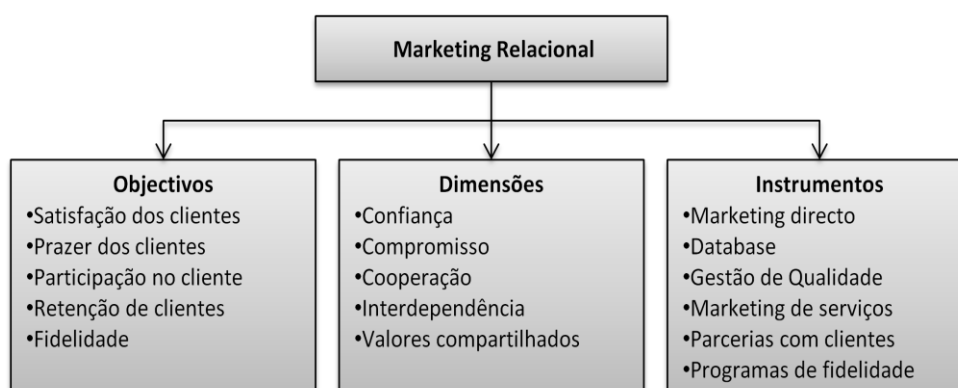 Marketing Relacional
Objectivos
•Satisfação dos clientes
•Prazer dos clientes
•Participação no cliente
•Retenção de clientes
•Fidelidade
Dimensões
•Confiança
•Compromisso
•Cooperação
•Interdependência
•Valores compartilhados
Instrumentos
•Marketing directo
•Database
•Gestão de Qualidade
•Marketing de serviços
•Parcerias com clientes
•Programas de fidelidade